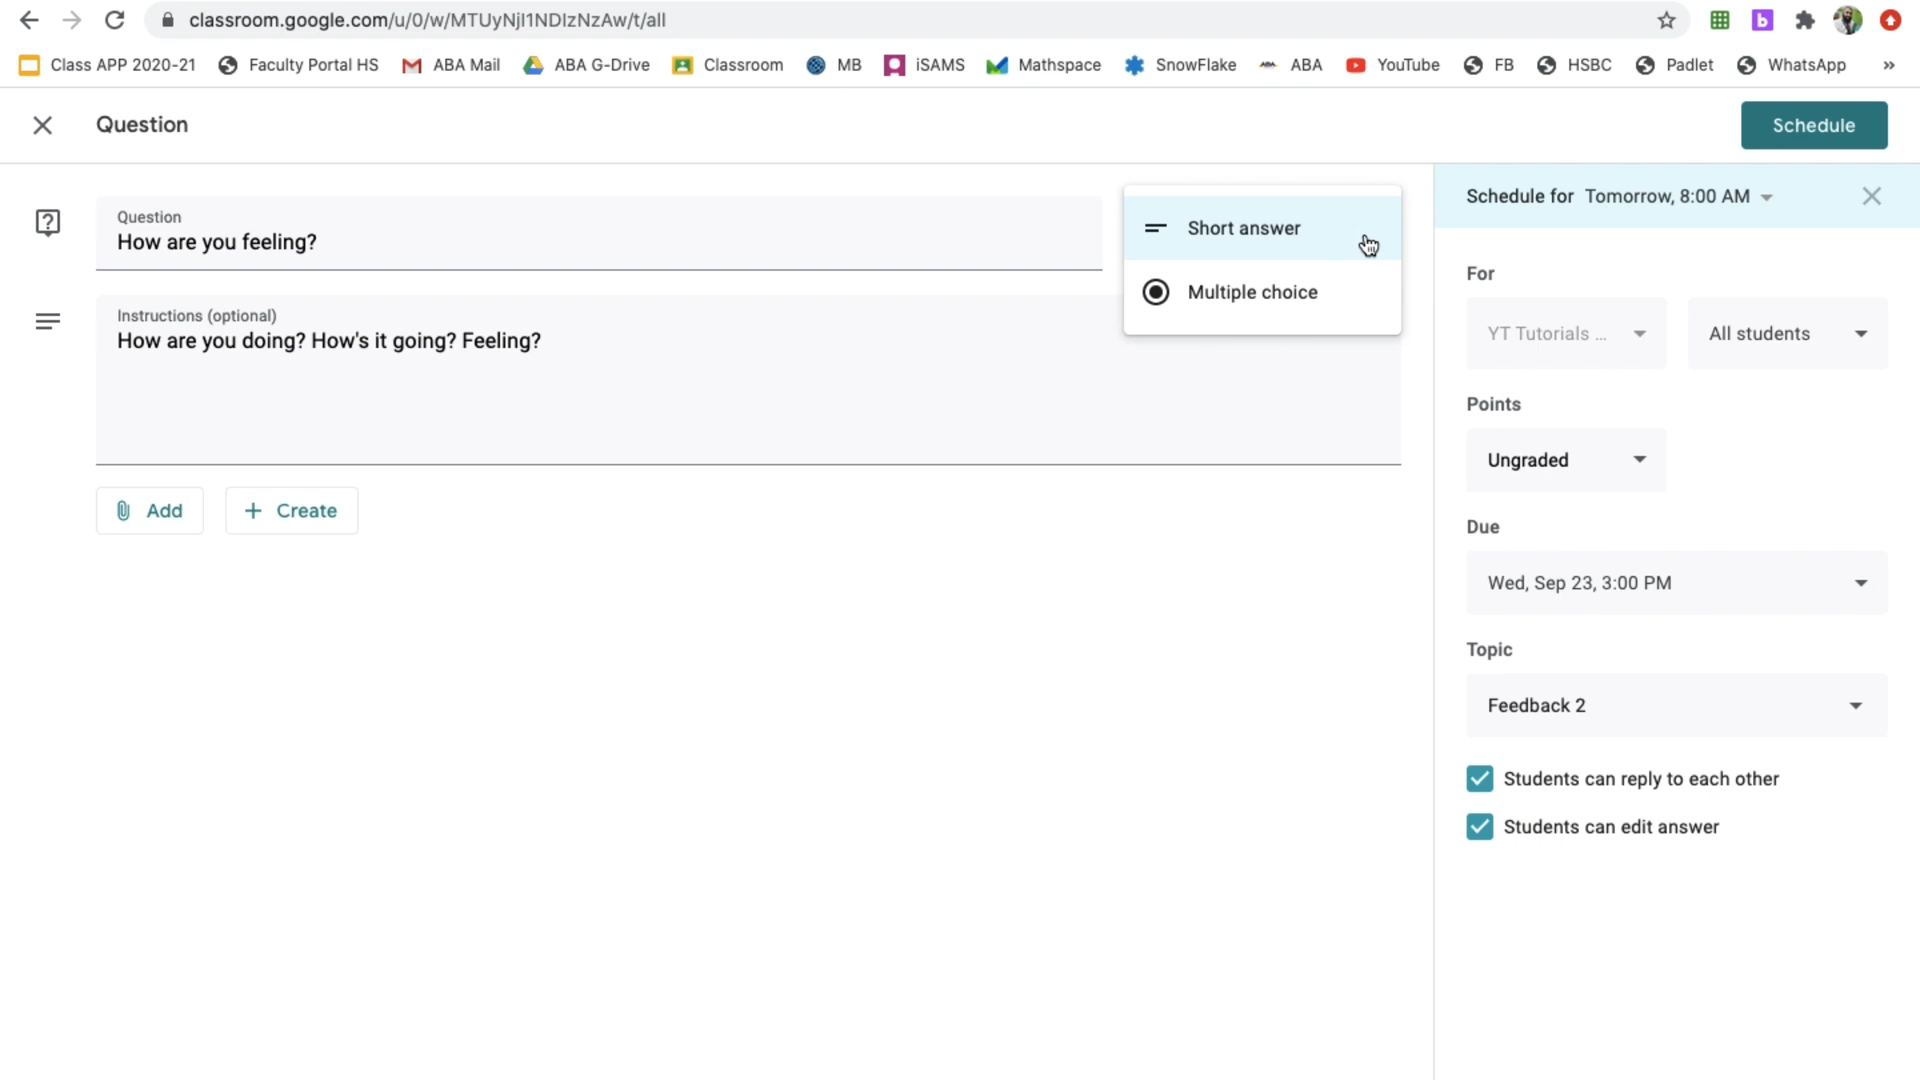 classroom.google.com/u/0/w/MTUyNjI1NDIzNzAw/t/all
Class APP 2020-21 Faculty Portal HS ABA Mail ABA G-Drive Classroom MB iSAMS Mathspace SnowFlake ABA YouTube FB HSBC Padlet WhatsApp »
Question
Schedule
Question
How are you feeling?
Instructions (optional)
How are you doing? How's it going? Feeling?
Add
+ Create
Short answer
Multiple choice
Schedule for Tomorrow, 8:00 AM
For
YT Tutorials ...
All students
Points
Ungraded
Due
Wed, Sep 23, 3:00 PM
Topic
Feedback 2
Students can reply to each other
Students can edit answer